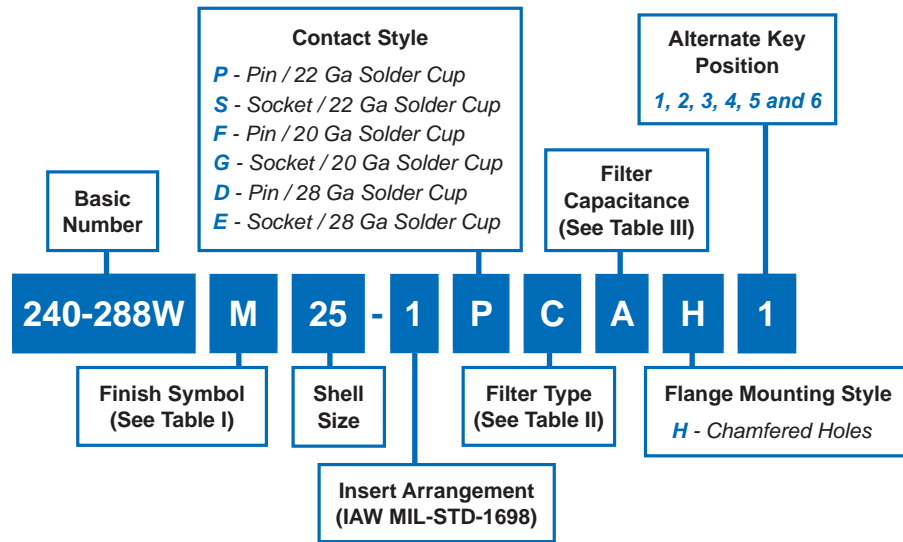 Contact Style
P - Pin / 22 Ga Solder Cup
S - Socket / 22 Ga Solder Cup
F - Pin / 20 Ga Solder Cup
G - Socket / 20 Ga Solder Cup
D - Pin / 28 Ga Solder Cup
E - Socket / 28 Ga Solder Cup
Alternate Key
Position
1, 2, 3, 4, 5 and 6
Basic
Number
Filter
Capacitance
(See Table III)
240-288W M 25 - 1 P C A H 1
Finish Symbol
(See Table I)
Shell
Size
Filter Type
(See Table II)
Flange Mounting Style
H - Chamfered Holes
Insert Arrangement
(IAW MIL-STD-1698)